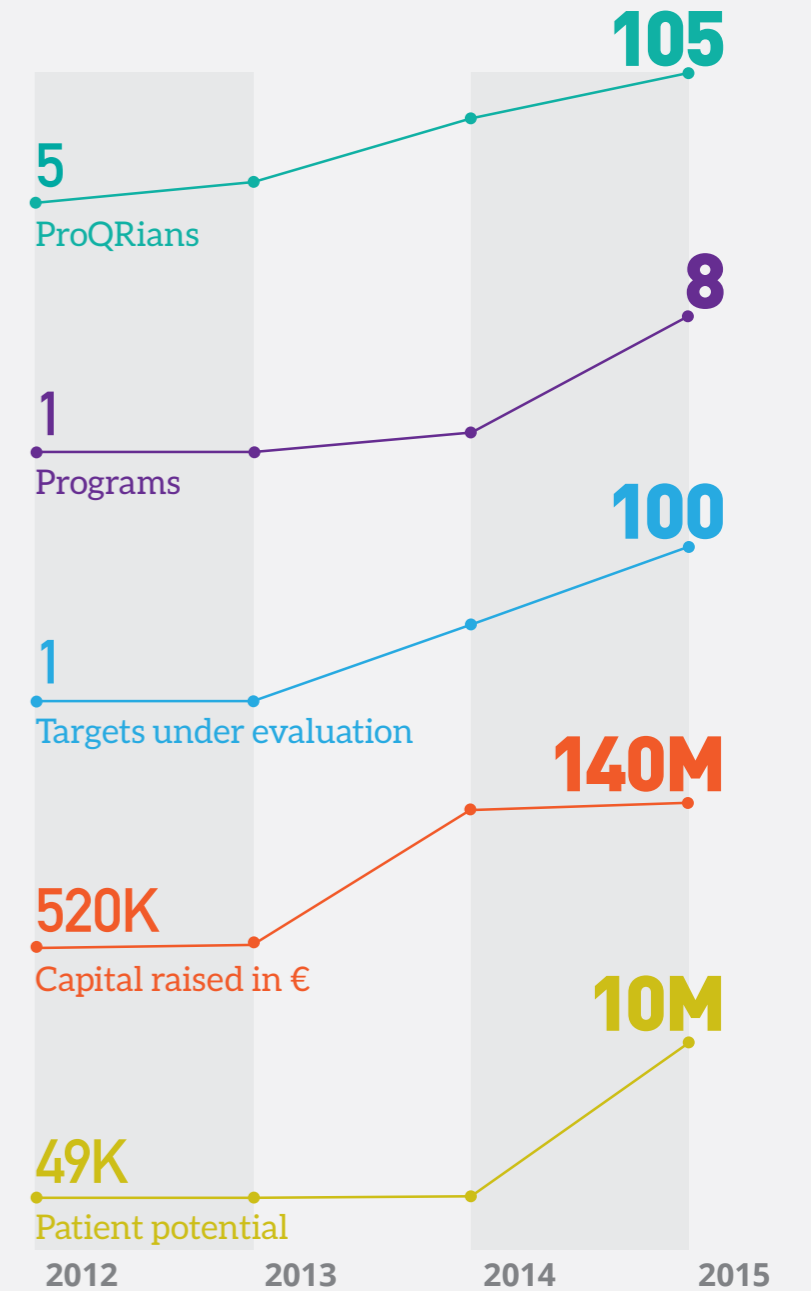 105
5
ProQRians
8
1
Programs
100
1
Targets under evaluation
140M
520K
Capital raised in €
10M
49K
Patient potential
2012 2013 2014 2015